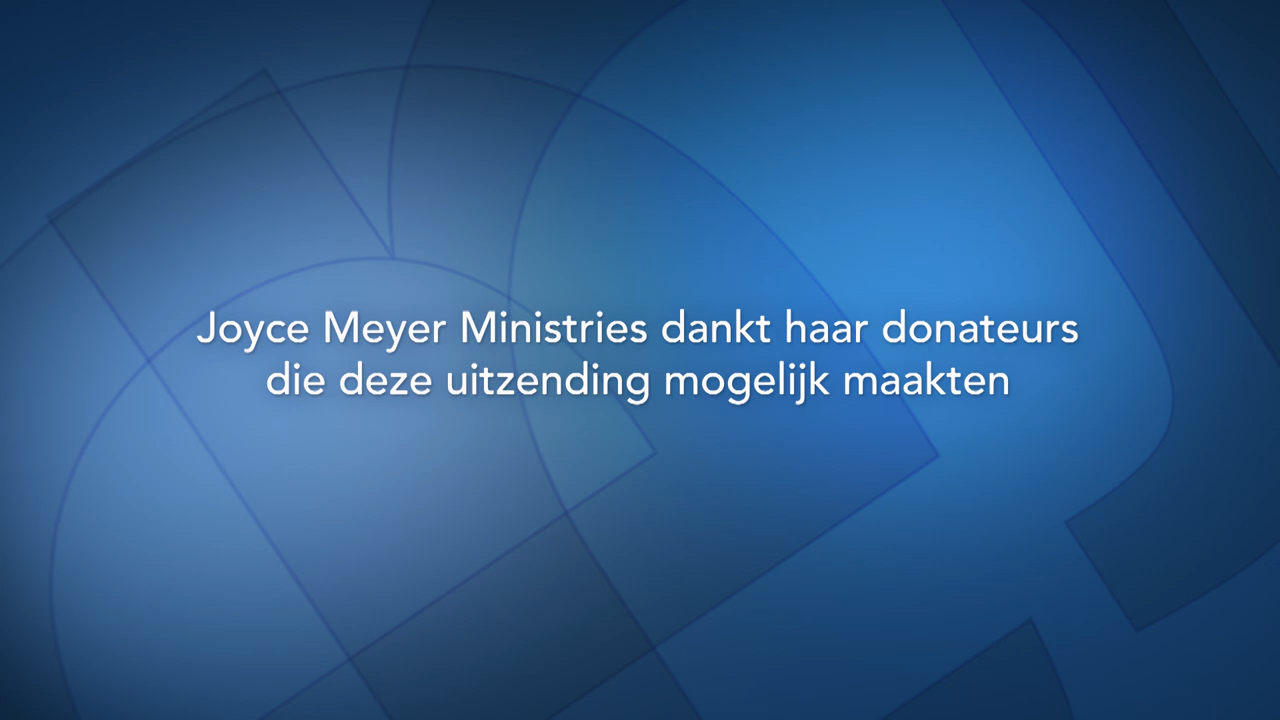 Joyce Meyer Ministries dankt haar donateurs
die deze uitzending mogelijk maakten